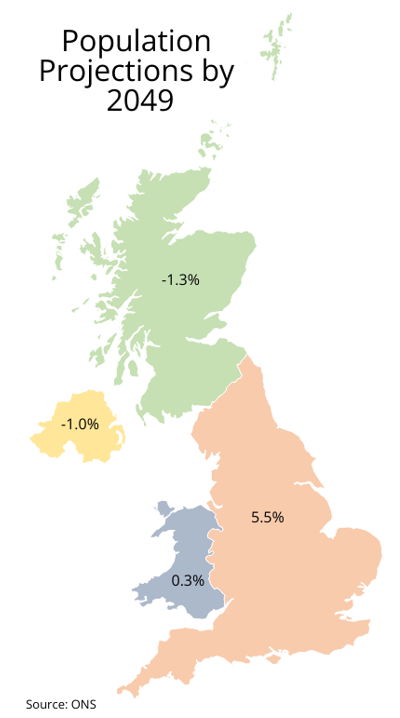 Population
Projections by
2049
-1.3%
-1.0%
5.5%
0.3%
Source: ONS